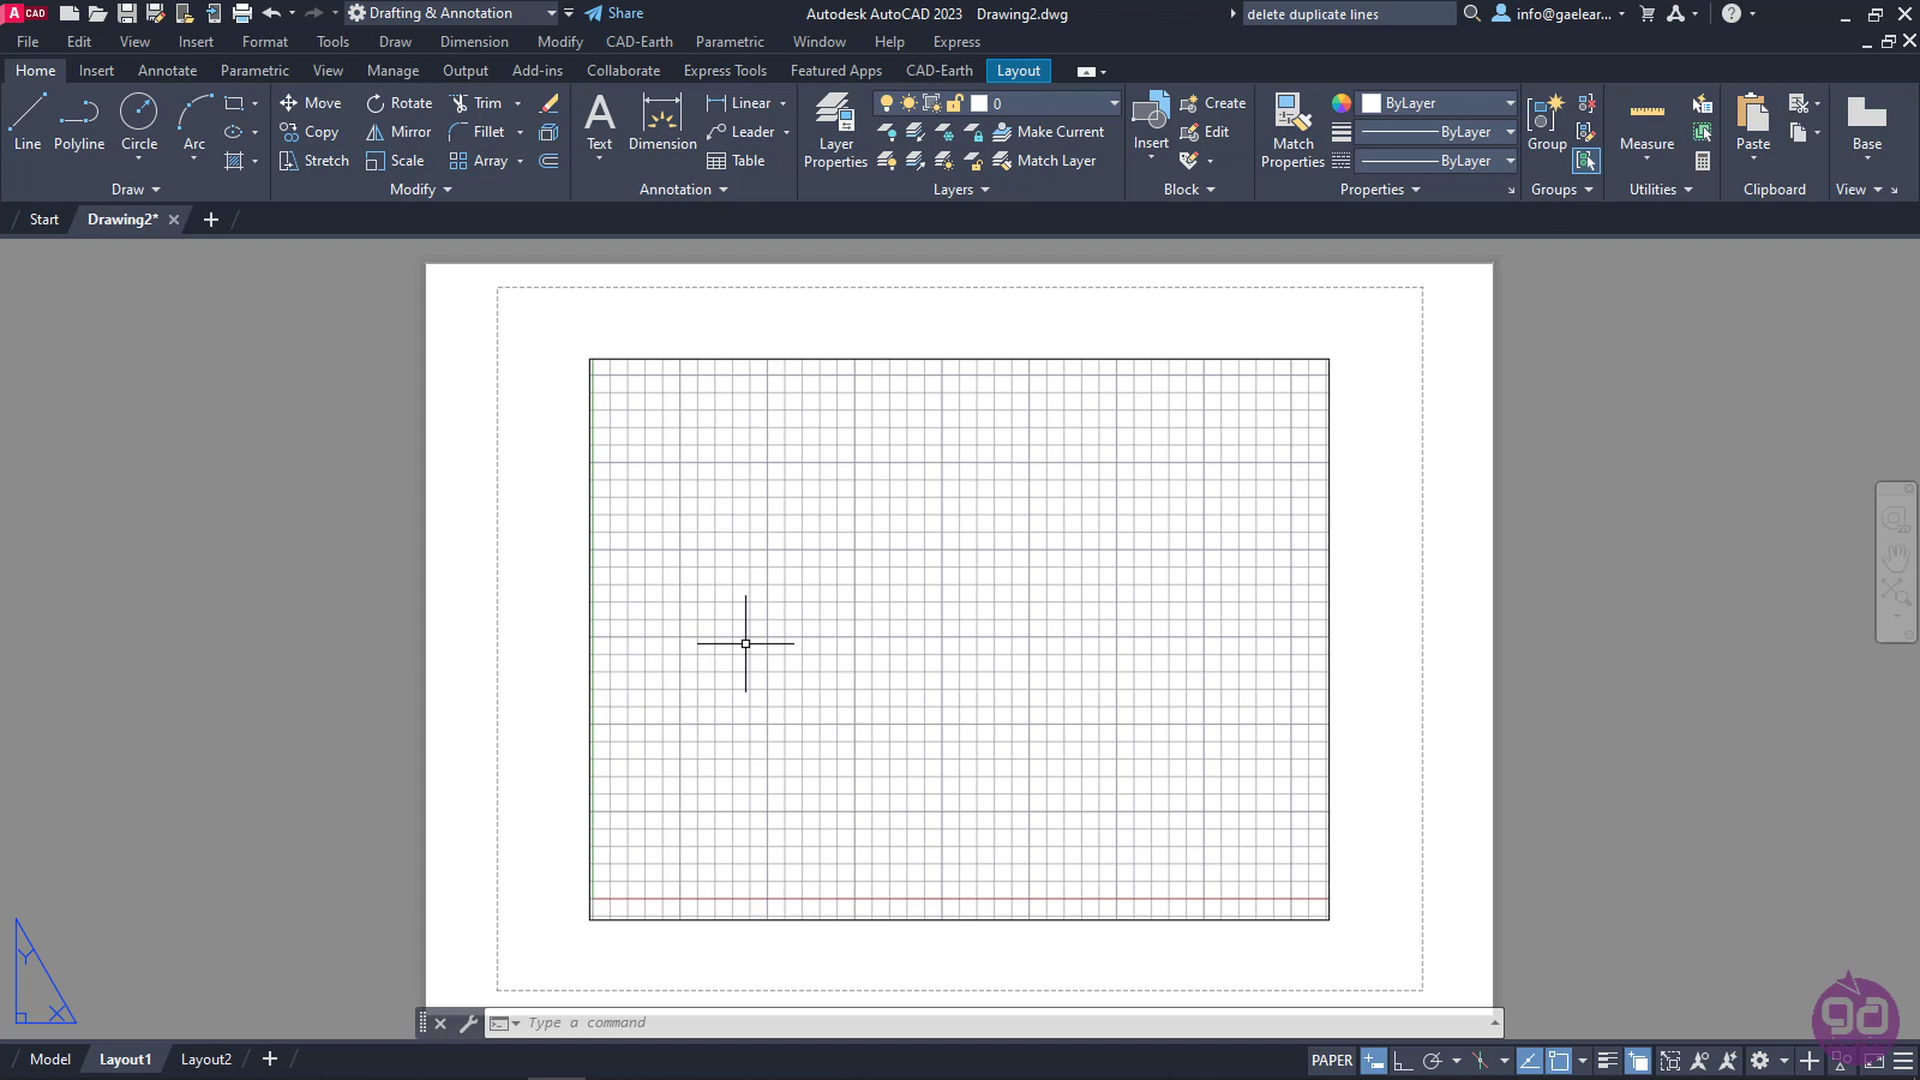 CAD Drafting & Annotation Share Autodesk AutoCAD 2023 Drawing2.dwg delete duplicate lines info@gaelear...
File Edit View Insert Format Tools Draw Dimension Modify CAD-Earth Parametric Window Help Express
Home Insert Annotate Parametric View Manage Output Add-ins Collaborate Express Tools Featured Apps CAD-Earth Layout
Move Rotate Trim Linear 0 Create ByLayer
Copy Mirror Fillet Leader Make Current Edit ByLayer
Line Polyline Circle Arc Text Dimension Layer Properties Insert Match Properties Group Measure Paste Base
Stretch Scale Array Table Match Layer ByLayer
Draw Modify Annotation Layers Block Properties Groups Utilities Clipboard View
Start Drawing2*
Y
X
Type a command
Model Layout1 Layout2 PAPER
ga